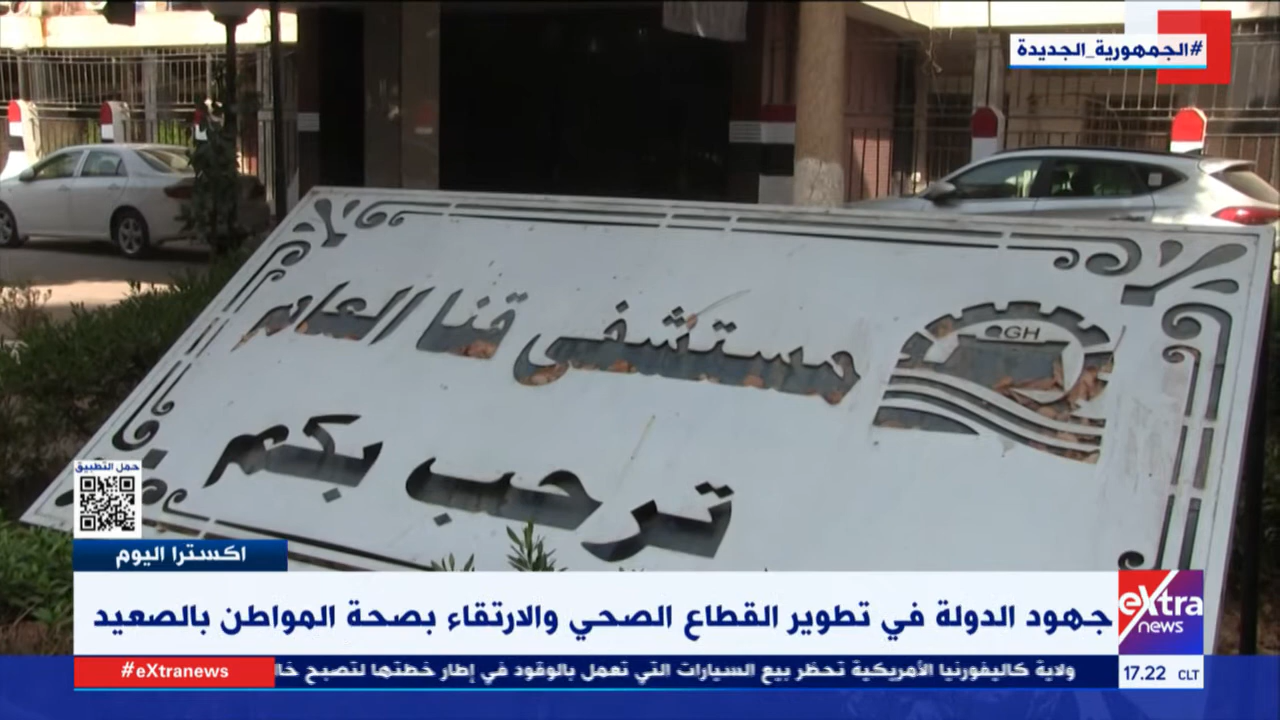 #الجمهورية_الجديدة
QGH
مستشفى قنا العام
ترحب بكم
حمل التطبيق
اكسترا اليوم
جهود الدولة في تطوير القطاع الصحي والارتقاء بصحة المواطن بالصعيد
eXtra
news
#eXtranews
ولاية كاليفورنيا الأمريكية تحظر بيع السيارات التي تعمل بالوقود في إطار خطتها لتصبح خا
17.22 CLT